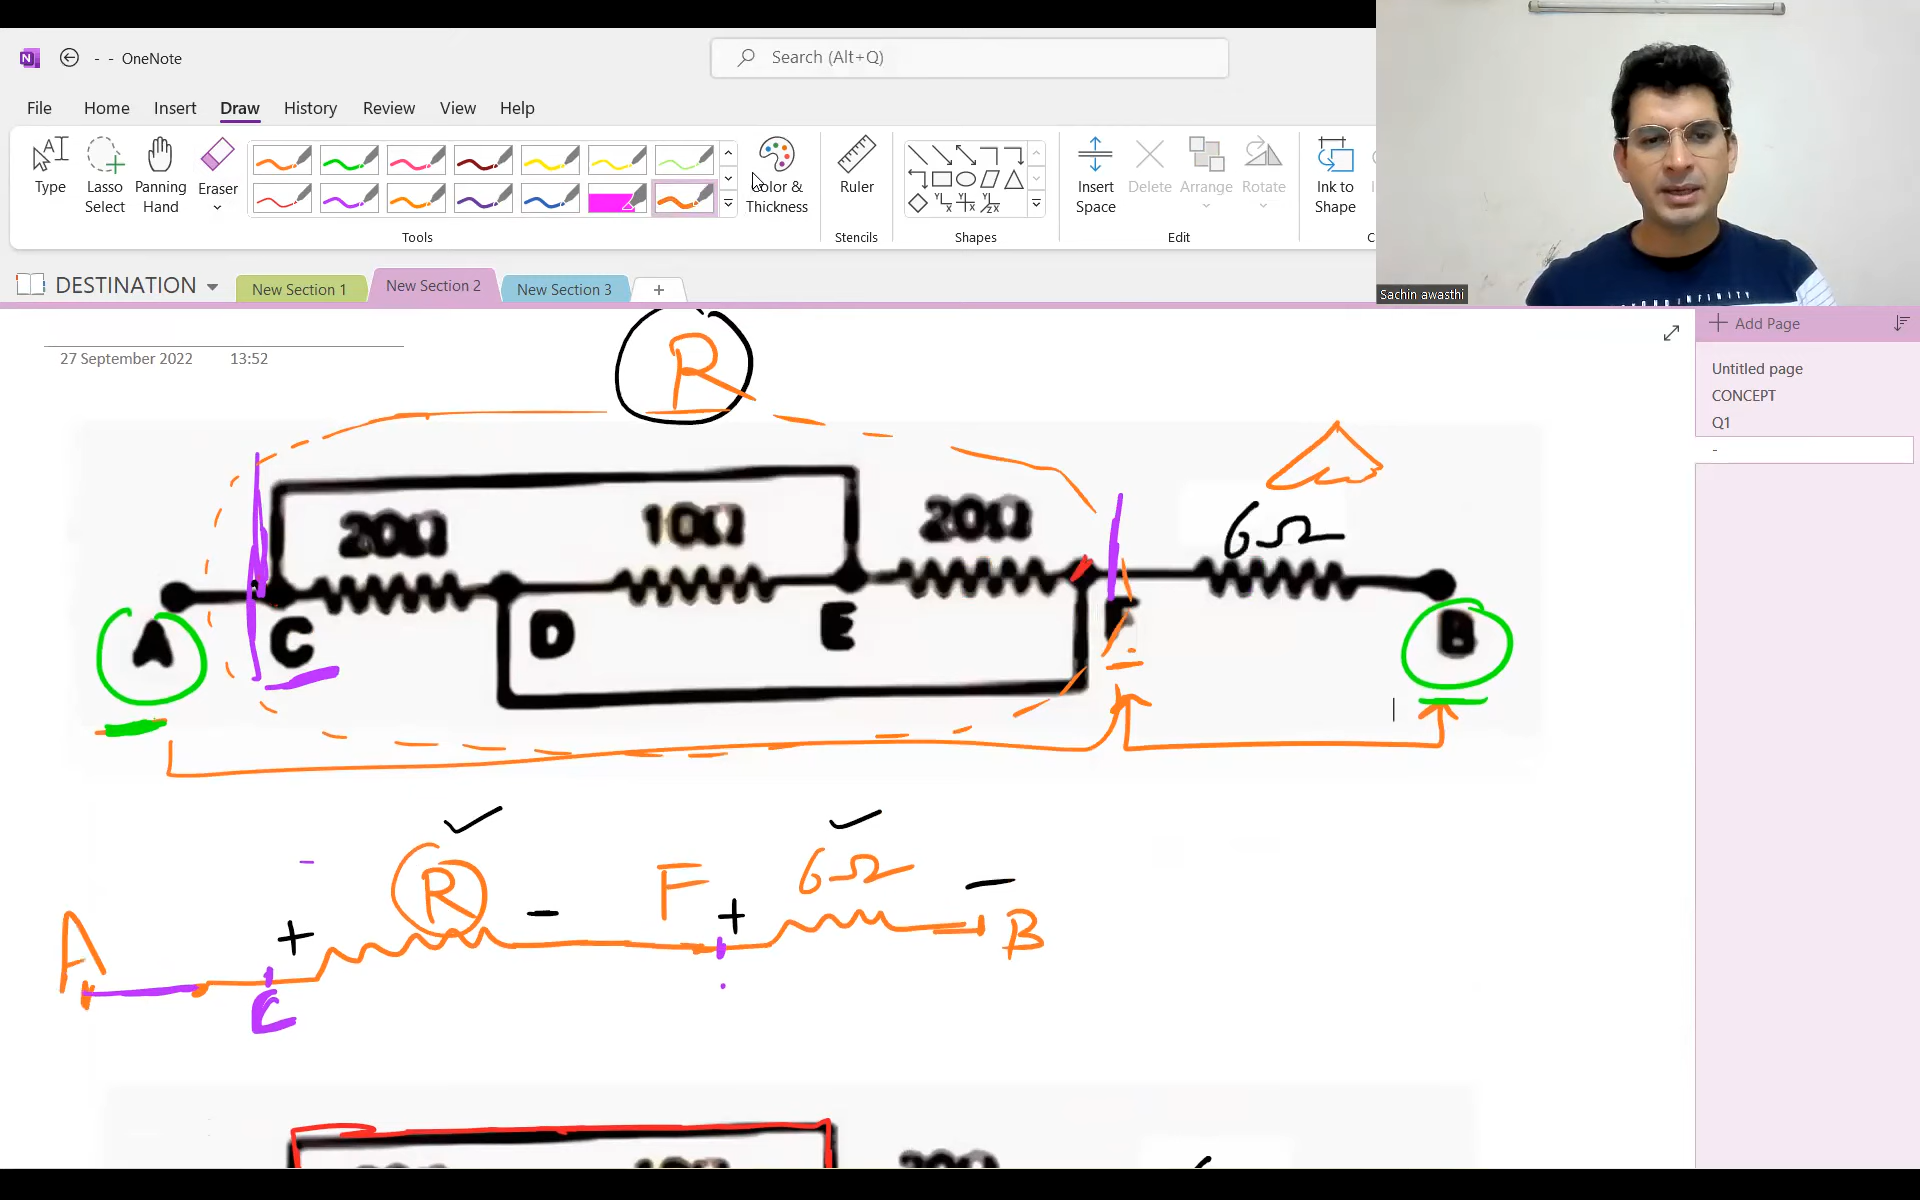 - - OneNote
Search (Alt+Q)
File Home Insert Draw History Review View Help
Type
Lasso Select
Panning Hand
Eraser
Color & Thickness
Ruler
Insert Space
Delete
Arrange
Rotate
Ink to Shape
Tools
Stencils
Shapes
Edit
Sachin awasthi
DESTINATION
New Section 1
New Section 2
New Section 3
+
Add Page
Untitled page
CONCEPT
Q1
-
27 September 2022 13:52
R
20Ω 10Ω 20Ω 6Ω
A C D E F B
R F 6Ω
+ - + -
A C B